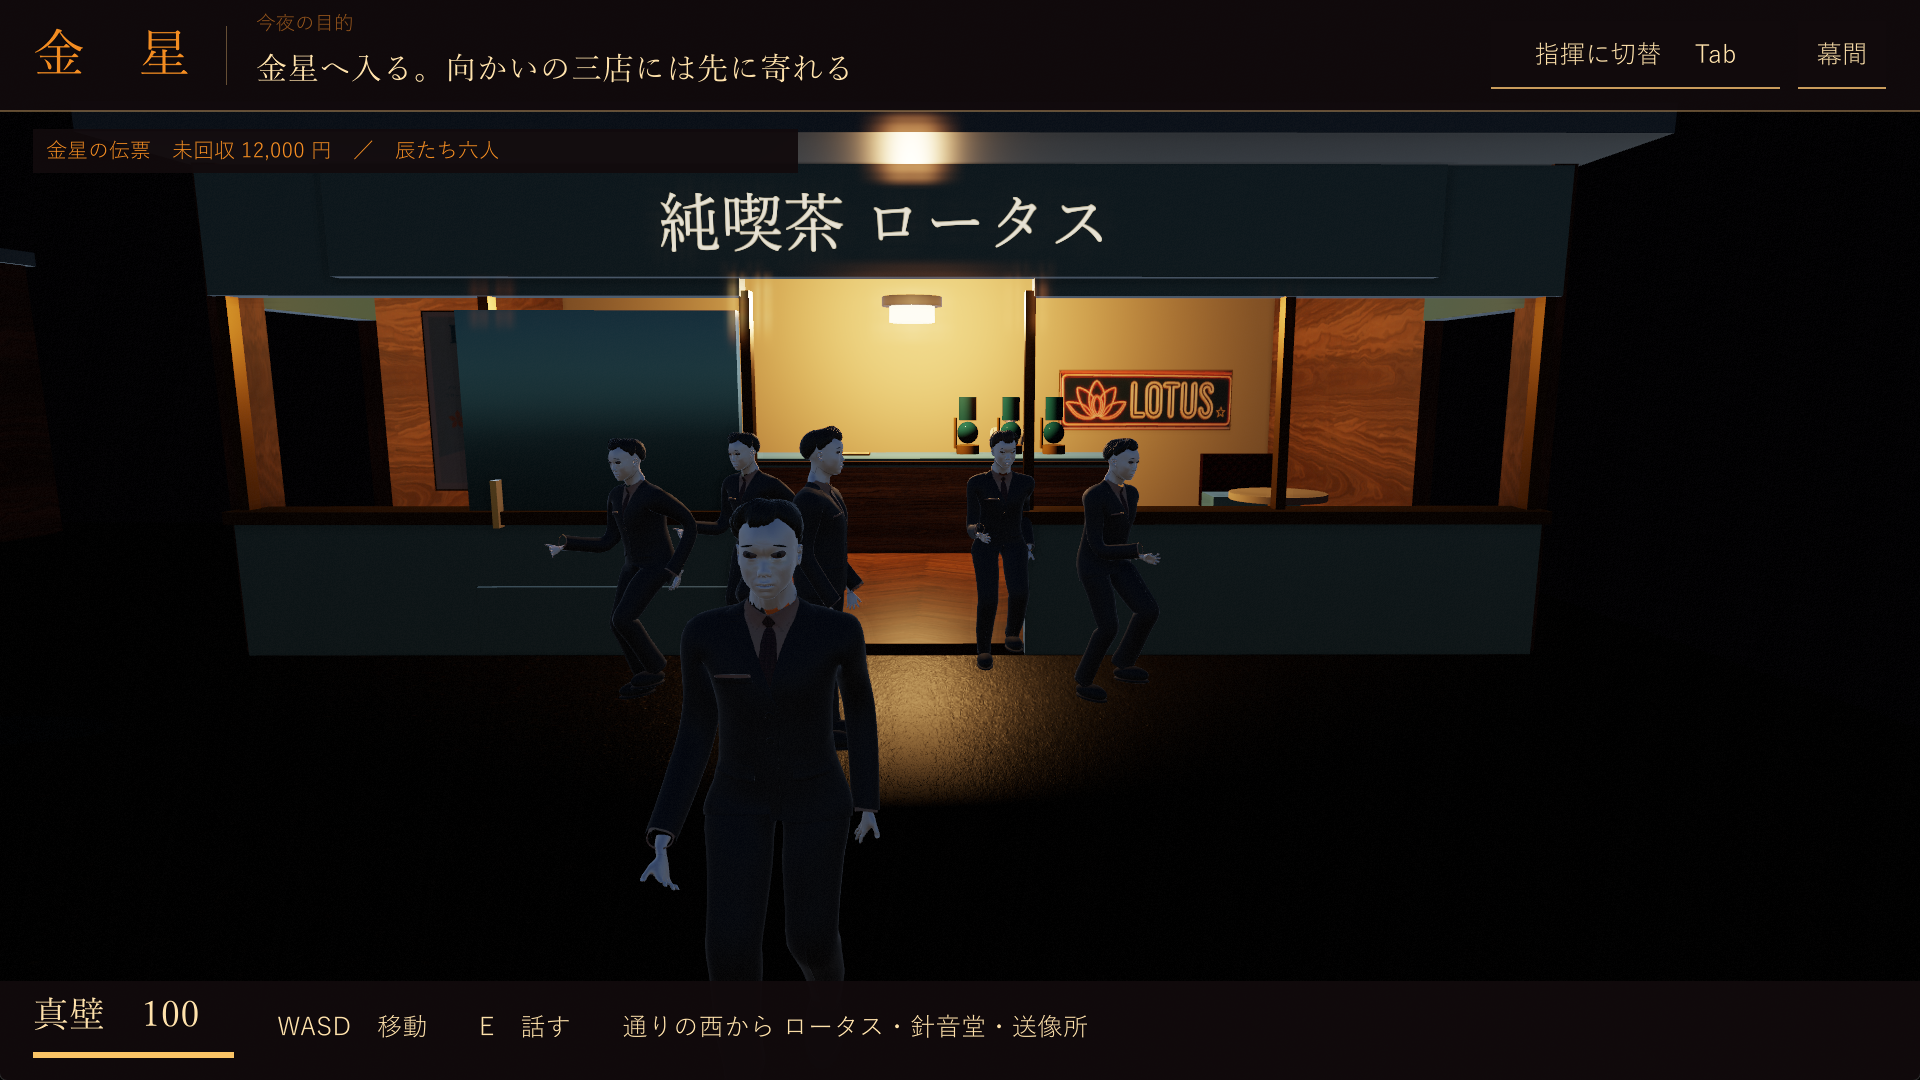 金 星
今夜の目的
金星へ入る。向かいの三店には先に寄れる
指揮に切替 Tab
幕間
金星の伝票 未回収 12,000 円 ／ 辰たち六人
純喫茶 ロータス
LOTUS
真壁 100
WASD 移動 E 話す 通りの西から ロータス・針音堂・送像所